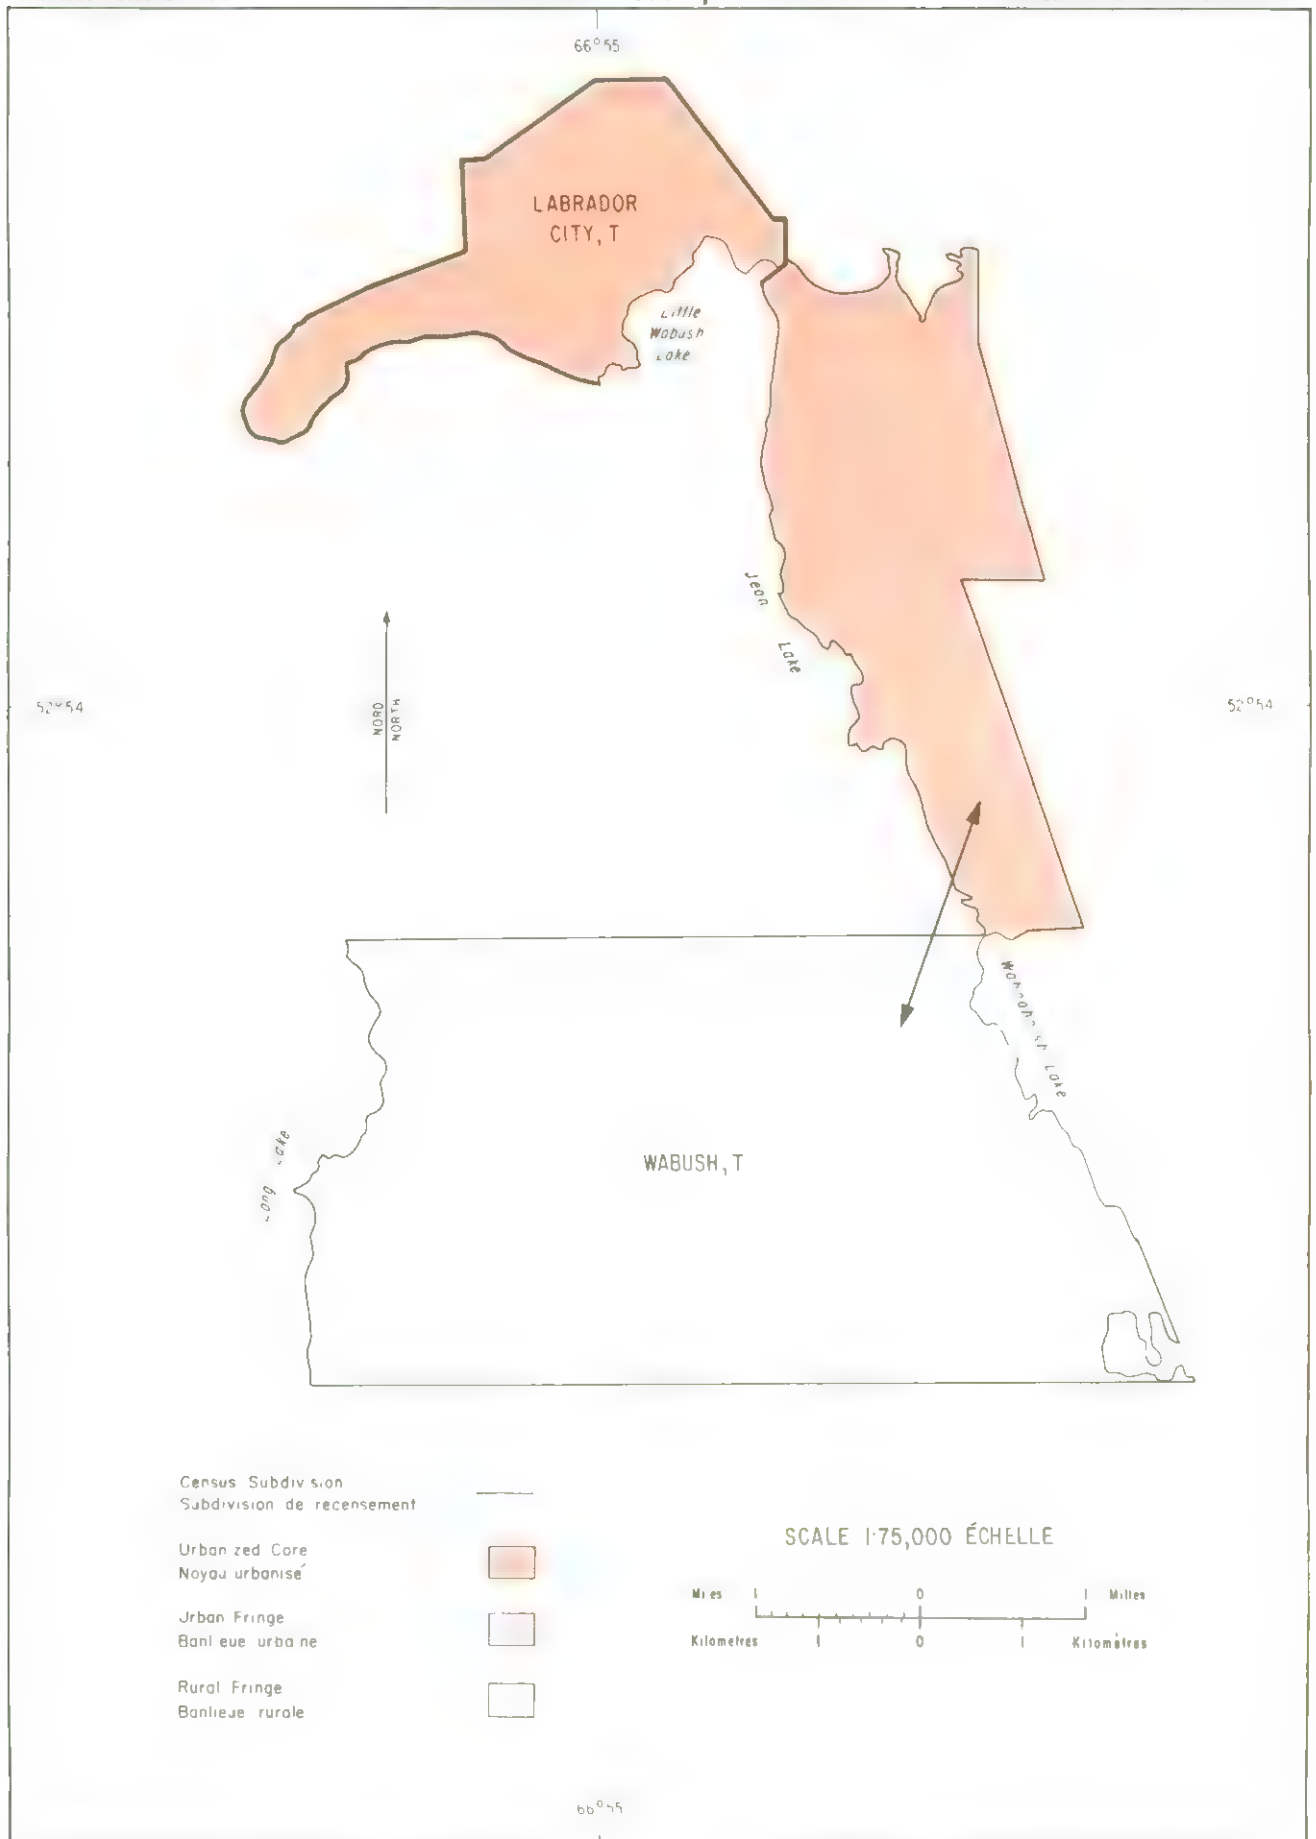 66°55
LABRADOR
CITY, T
Little
Wabush
Lake
Jean
Lake
52°54
NORD
NORTH
52°54
Lake
Long Lake
WABUSH, T
Census Subdivision
Subdivision de recensement
Urbanized Core
Noyau urbanisé
Urban Fringe
Banlieue urbaine
Rural Fringe
Banlieue rurale
SCALE 1:75,000 ÉCHELLE
Miles 1 0 1 Milles
Kilometres 1 0 1 Kilomètres
66°55